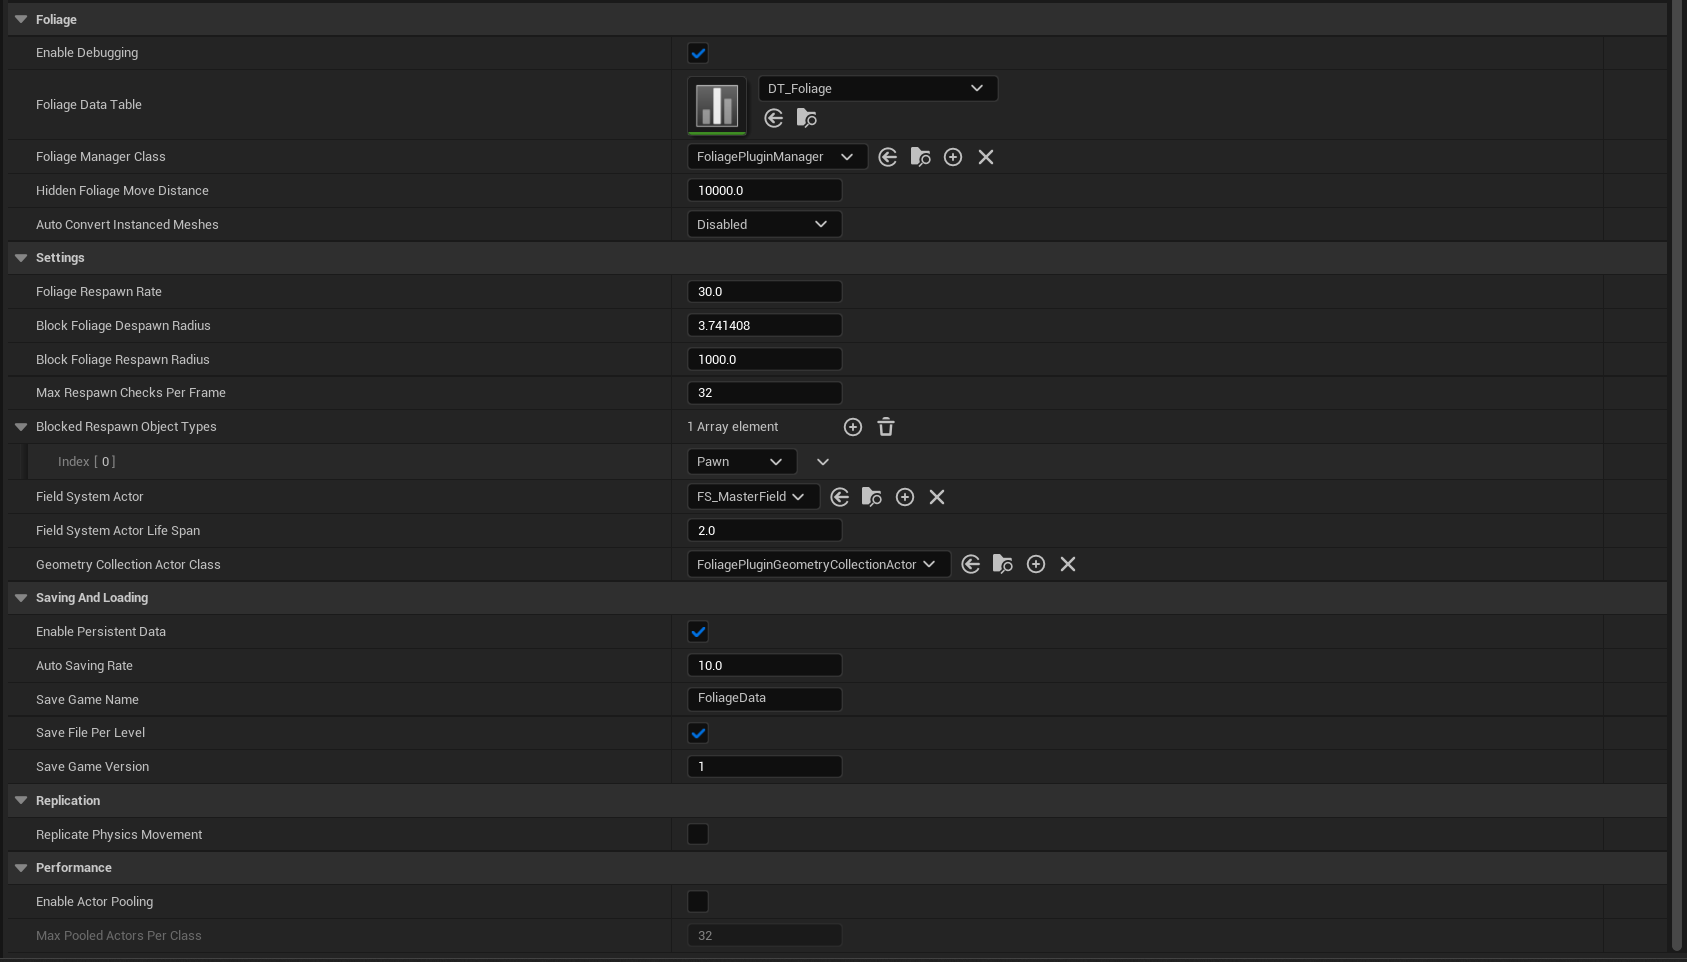 Foliage
Enable Debugging
Foliage Data Table
DT_Foliage
Foliage Manager Class
FoliagePluginManager
Hidden Foliage Move Distance
10000.0
Auto Convert Instanced Meshes
Disabled
Settings
Foliage Respawn Rate
30.0
Block Foliage Despawn Radius
3.741408
Block Foliage Respawn Radius
1000.0
Max Respawn Checks Per Frame
32
Blocked Respawn Object Types
1 Array element
Index [ 0 ]
Pawn
Field System Actor
FS_MasterField
Field System Actor Life Span
2.0
Geometry Collection Actor Class
FoliagePluginGeometryCollectionActor
Saving And Loading
Enable Persistent Data
Auto Saving Rate
10.0
Save Game Name
FoliageData
Save File Per Level
Save Game Version
1
Replication
Replicate Physics Movement
Performance
Enable Actor Pooling
Max Pooled Actors Per Class
32